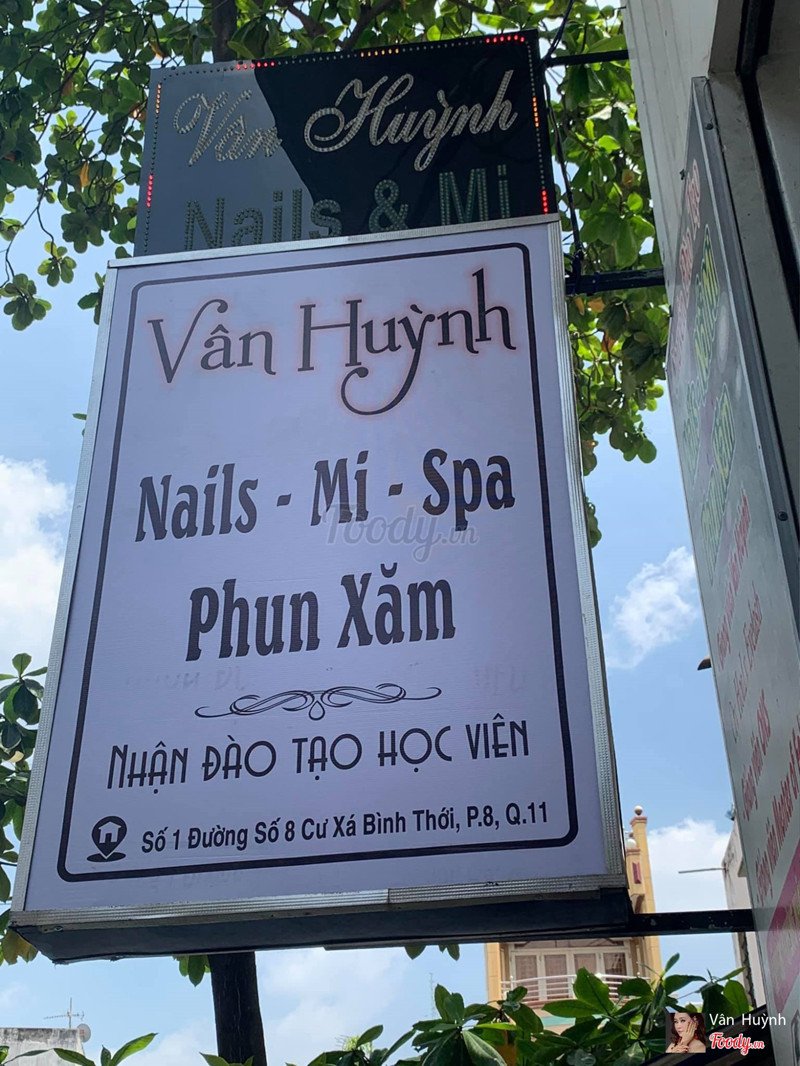 Vân Huỳnh
Nails & Mi
Vân Huỳnh
Nails - Mi - Spa
Phun Xăm
NHẬN ĐÀO TẠO HỌC VIÊN
Số 1 Đường Số 8 Cư Xá Bình Thới, P.8, Q.11
Foody.vn
Vân Huỳnh
Foody.vn